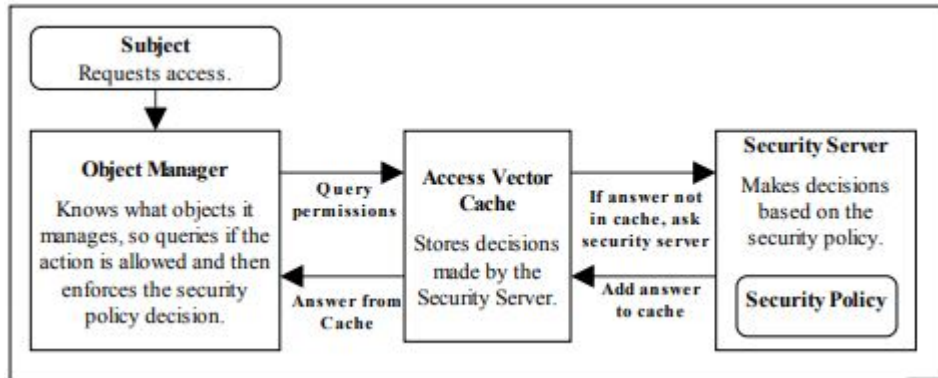 Subject
Requests access.
Object Manager
Knows what objects it
manages, so queries if the
action is allowed and then
enforces the security
policy decision.
Query
permissions
Answer from
Cache
Access Vector
Cache
Stores decisions
made by the
Security Server.
If answer not
in cache, ask
security server
Add answer
to cache
Security Server
Makes decisions
based on the
security policy.
Security Policy